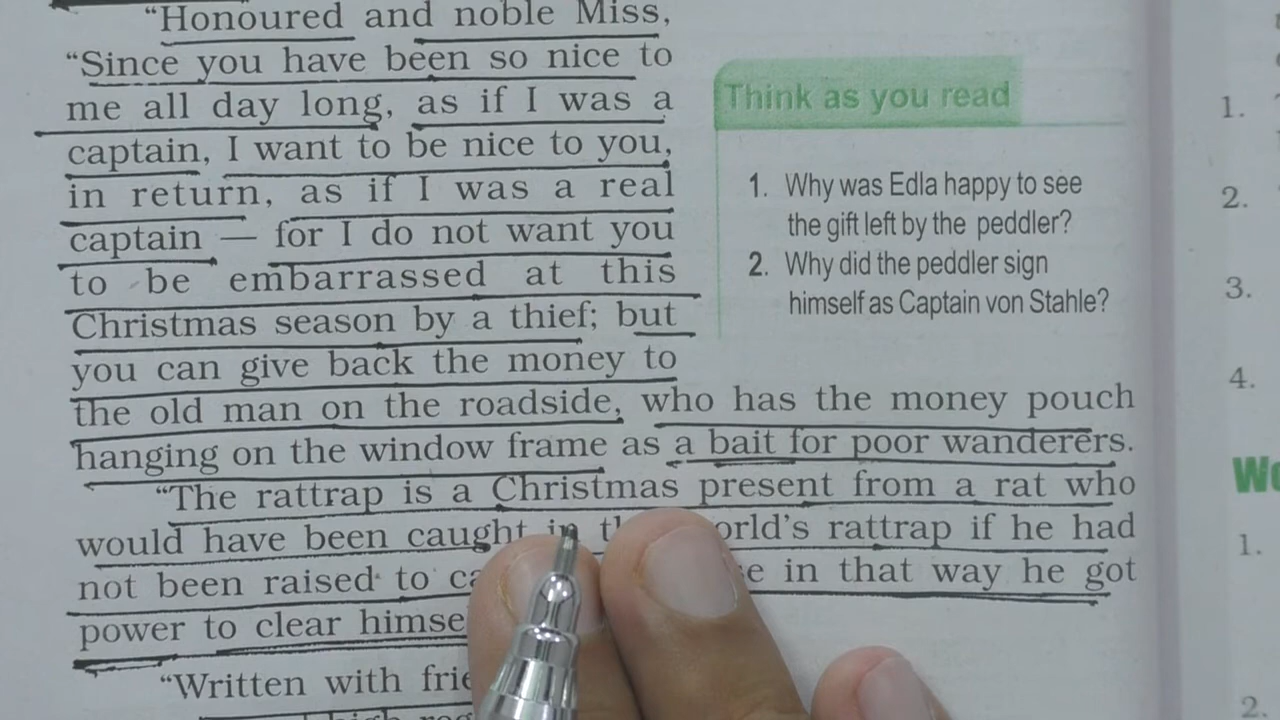 “Honoured and noble Miss,
“Since you have been so nice to
me all day long, as if I was a
captain, I want to be nice to you,
in return, as if I was a real
captain — for I do not want you
to be embarrassed at this
Christmas season by a thief; but
you can give back the money to
the old man on the roadside, who has the money pouch
hanging on the window frame as a bait for poor wanderers.
“The rattrap is a Christmas present from a rat who
would have been caught in orld’s rattrap if he had
not been raised to e in that way he got
power to clear
“Written with
Think as you read
1. Why was Edla happy to see
the gift left by the peddler?
2. Why did the peddler sign
himself as Captain von Stahle?
1.
2.
3.
4.
1.
2.